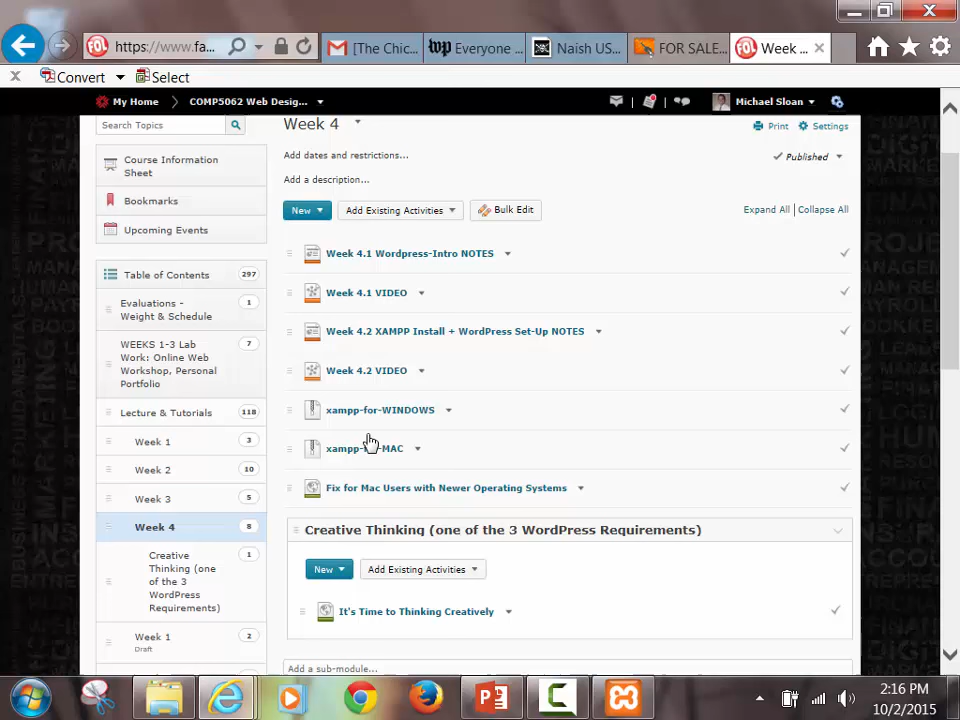 https://www.fa...
[The Chic...
Everyone ...
Naish US...
FOR SALE...
Week ...
Convert
Select
My Home
COMP5062 Web Desig...
Michael Sloan
Search Topics
Week 4
Print
Settings
Course Information
Sheet
Add dates and restrictions...
Published
Add a description...
Bookmarks
New
Add Existing Activities
Bulk Edit
Expand All
Collapse All
Upcoming Events
Week 4.1 Wordpress-Intro NOTES
Table of Contents
297
Week 4.1 VIDEO
Evaluations -
Weight & Schedule
1
Week 4.2 XAMPP Install + WordPress Set-Up NOTES
WEEKS 1-3 Lab
Work: Online Web
Workshop, Personal
Portfolio
7
Week 4.2 VIDEO
xampp-for-WINDOWS
Lecture & Tutorials
118
Week 1
3
MAC
Week 2
10
Fix for Mac Users with Newer Operating Systems
Week 3
5
Week 4
8
Creative Thinking (one of the 3 WordPress Requirements)
Creative
Thinking (one
of the 3
WordPress
Requirements)
1
New
Add Existing Activities
It's Time to Thinking Creatively
Week 1
2
Draft
Add a sub-module...
2:16 PM
10/2/2015